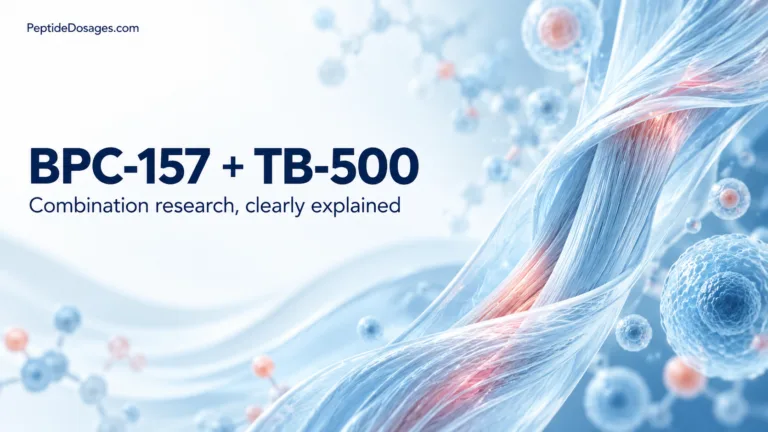 PeptideDosages.com
BPC-157 + TB-500
Combination research, clearly explained